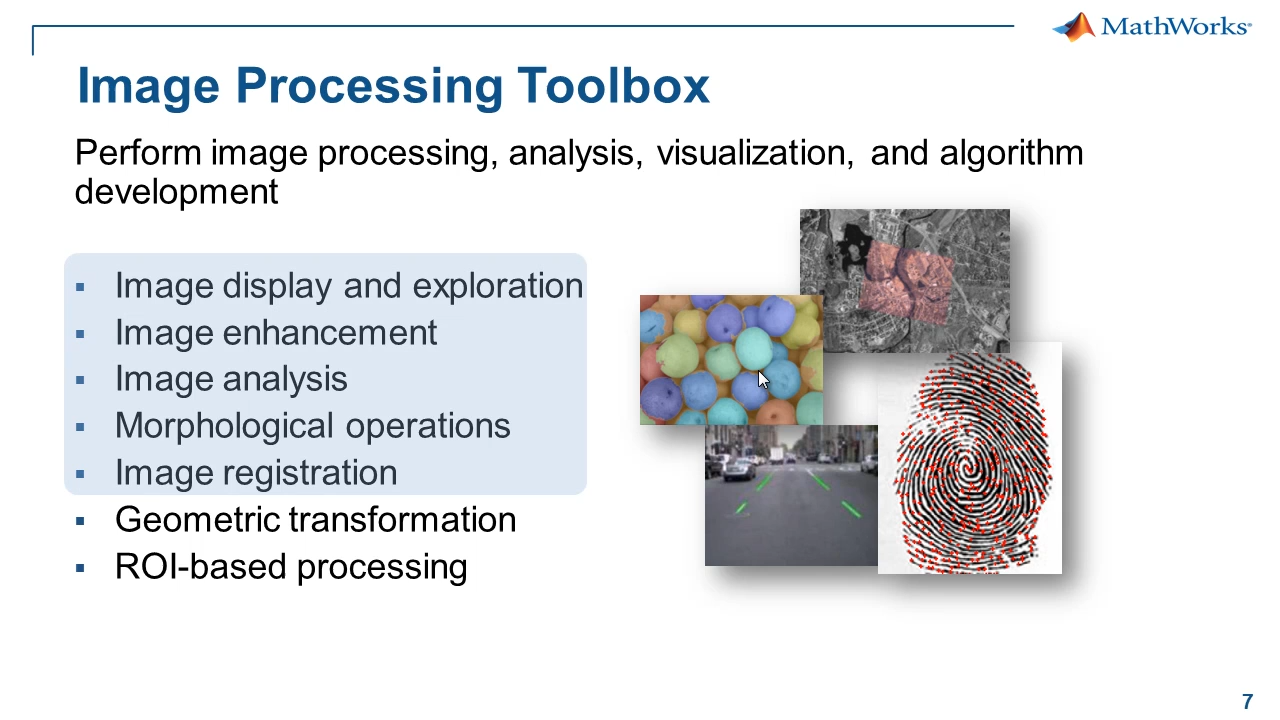 MathWorks®
Image Processing Toolbox
Perform image processing, analysis, visualization, and algorithm
development
▪ Image display and exploration
▪ Image enhancement
▪ Image analysis
▪ Morphological operations
▪ Image registration
▪ Geometric transformation
▪ ROI-based processing
7